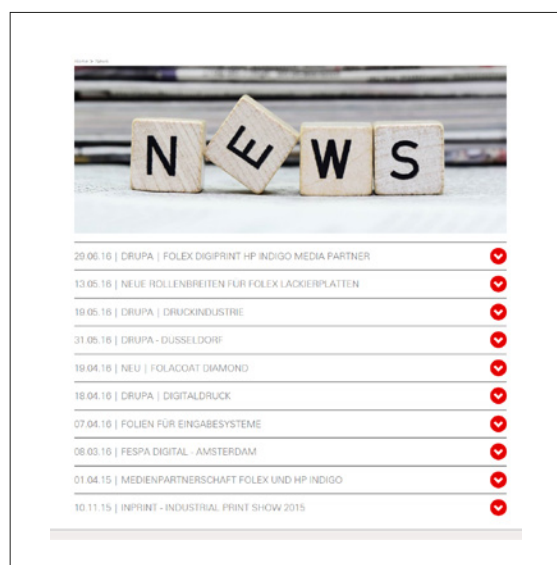 Home > News
NEWS
29.06.16 | DRUPA | FOLEX DIGIPRINT HP INDIGO MEDIA PARTNER
13.05.16 | NEUE ROLLENBREITEN FÜR FOLEX LACKIERPLATTEN
19.05.16 | DRUPA | DRUCKINDUSTRIE
31.05.16 | DRUPA - DÜSSELDORF
19.04.16 | NEU | FOLACOAT DIAMOND
18.04.16 | DRUPA | DIGITALDRUCK
07.04.16 | FOLIEN FÜR EINGABESYSTEME
08.03.16 | FESPA DIGITAL - AMSTERDAM
01.04.15 | MEDIENPARTNERSCHAFT FOLEX UND HP INDIGO
10.11.15 | INPRINT - INDUSTRIAL PRINT SHOW 2015